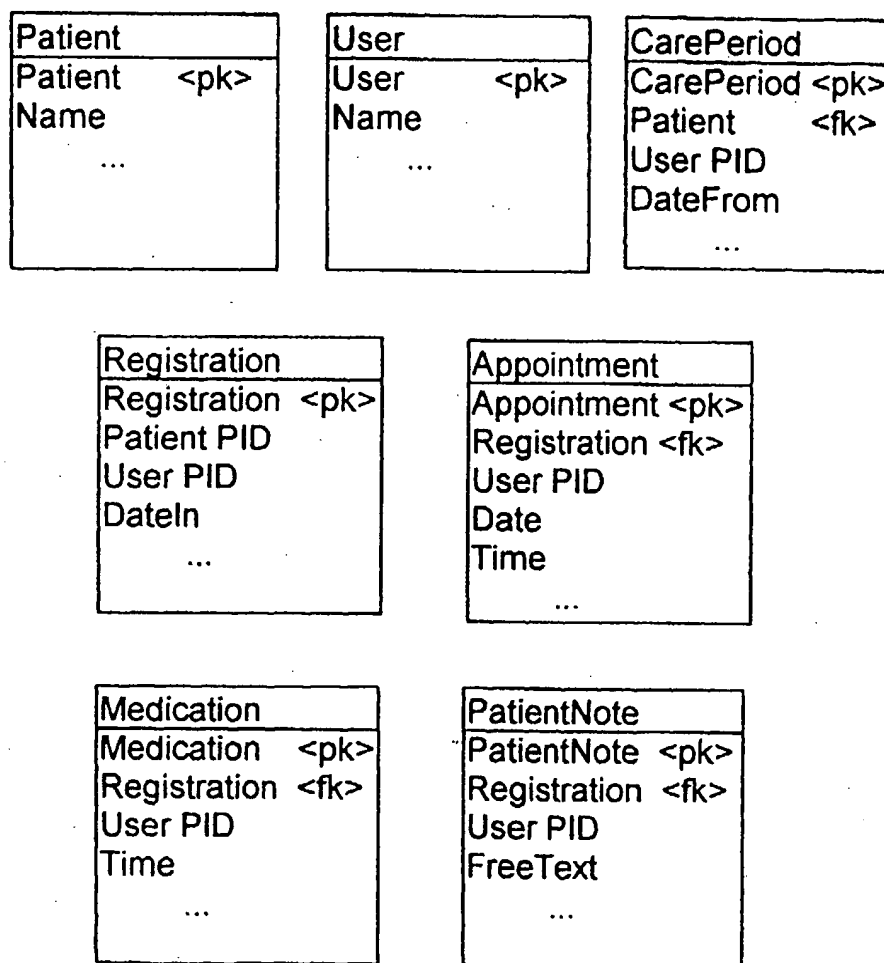 Patient
Patient <pk>
Name
...
User
User <pk>
Name
...
CarePeriod
CarePeriod <pk>
Patient <fk>
User PID
DateFrom
...
Registration
Registration <pk>
Patient PID
User PID
DateIn
...
Appointment
Appointment <pk>
Registration <fk>
User PID
Date
Time
...
Medication
Medication <pk>
Registration <fk>
User PID
Time
...
PatientNote
PatientNote <pk>
Registration <fk>
User PID
FreeText
...